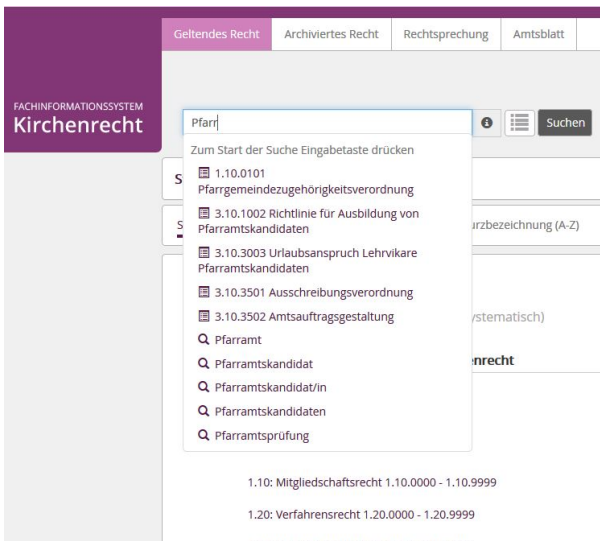 Geltendes Recht
Archiviertes Recht
Rechtsprechung
Amtsblatt
FACHINFORMATIONSSYSTEM
Kirchenrecht
Pfarr
Suchen
Zum Start der Suche Eingabetaste drücken
S
1.10.0101
Pfarrgemeindezugehörigkeitsverordnung
3.10.1002 Richtlinie für Ausbildung von
Pfarramtskandidaten
S
urzbezeichnung (A-Z)
3.10.3003 Urlaubsanspruch Lehrvikare
Pfarramtskandidaten
3.10.3501 Ausschreibungsverordnung
3.10.3502 Amtsauftragsgestaltung
ystematisch)
Pfarramt
Pfarramtskandidat
enrecht
Pfarramtskandidat/in
Pfarramtskandidaten
Pfarramtsprüfung
1.10: Mitgliedschaftsrecht 1.10.0000 - 1.10.9999
1.20: Verfahrensrecht 1.20.0000 - 1.20.9999